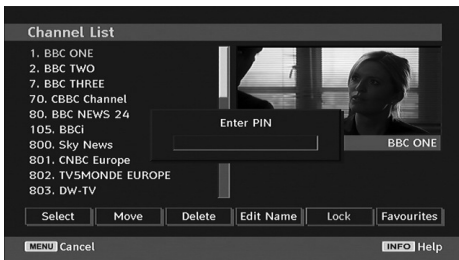 Channel List
1. BBC ONE
2. BBC TWO
7. BBC THREE
70. CBBC Channel
80. BBC NEWS 24
105. BBCi
800. Sky News
801. CNBC Europe
802. TV5MONDE EUROPE
803. DW-TV
Enter PIN
BBC ONE
Select Move Delete Edit Name Lock Favourites
MENU Cancel INFO Help